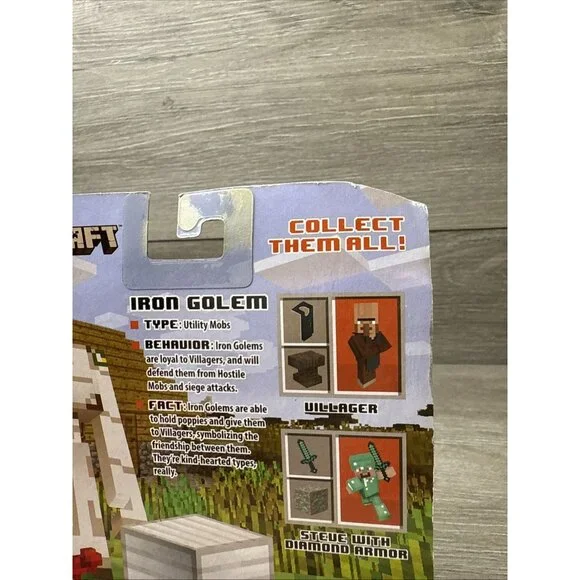 AFT
COLLECT
THEM ALL!
IRON GOLEM
TYPE: Utility Mobs
BEHAVIOR: Iron Golems
are loyal to Villagers, and will
defend them from Hostile
Mobs and siege attacks.
FACT: Iron Golems are able
to hold poppies and give them
to Villagers, symbolizing the
friendship between them.
They're kind-hearted types,
really.
VILLAGER
STEVE WITH
DIAMOND ARMOR